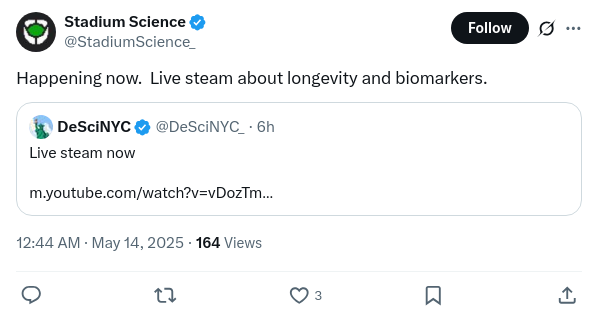 Stadium Science
@StadiumScience_
Follow
Happening now.  Live steam about longevity and biomarkers.
DeSciNYC @DeSciNYC_ · 6h
Live steam now
m.youtube.com/watch?v=vDozTm...
12:44 AM · May 14, 2025 · 164 Views
3